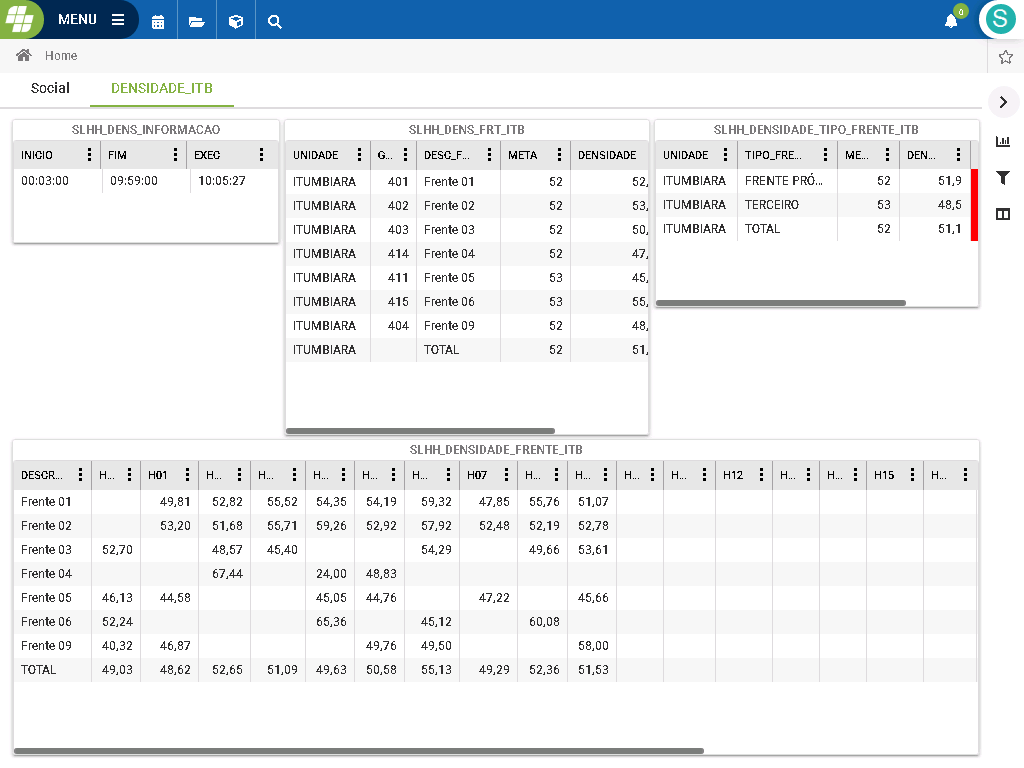 MENU
0
S
Home
Social DENSIDADE_ITB
SLHH_DENS_INFORMACAO
INICIO FIM EXEC
00:03:00 09:59:00 10:05:27
SLHH_DENS_FRT_ITB
UNIDADE G... DESC_F... META DENSIDADE
ITUMBIARA 401 Frente 01 52 52,
ITUMBIARA 402 Frente 02 52 53,
ITUMBIARA 403 Frente 03 52 50,
ITUMBIARA 414 Frente 04 52 47,
ITUMBIARA 411 Frente 05 53 45,
ITUMBIARA 415 Frente 06 53 55,
ITUMBIARA 404 Frente 09 52 48,
ITUMBIARA TOTAL 52 51,
SLHH_DENSIDADE_TIPO_FRENTE_ITB
UNIDADE TIPO_FRE... ME... DEN...
ITUMBIARA FRENTE PRÓ... 52 51,9
ITUMBIARA TERCEIRO 53 48,5
ITUMBIARA TOTAL 52 51,1
SLHH_DENSIDADE_FRENTE_ITB
DESCR... H... H01 H... H... H... H... H... H07 H... H... H... H... H12 H... H... H15 H...
Frente 01 49,81 52,82 55,52 54,35 54,19 59,32 47,85 55,76 51,07
Frente 02 53,20 51,68 55,71 59,26 52,92 57,92 52,48 52,19 52,78
Frente 03 52,70 48,57 45,40 54,29 49,66 53,61
Frente 04 67,44 24,00 48,83
Frente 05 46,13 44,58 45,05 44,76 47,22 45,66
Frente 06 52,24 65,36 45,12 60,08
Frente 09 40,32 46,87 49,76 49,50 58,00
TOTAL 49,03 48,62 52,65 51,09 49,63 50,58 55,13 49,29 52,36 51,53